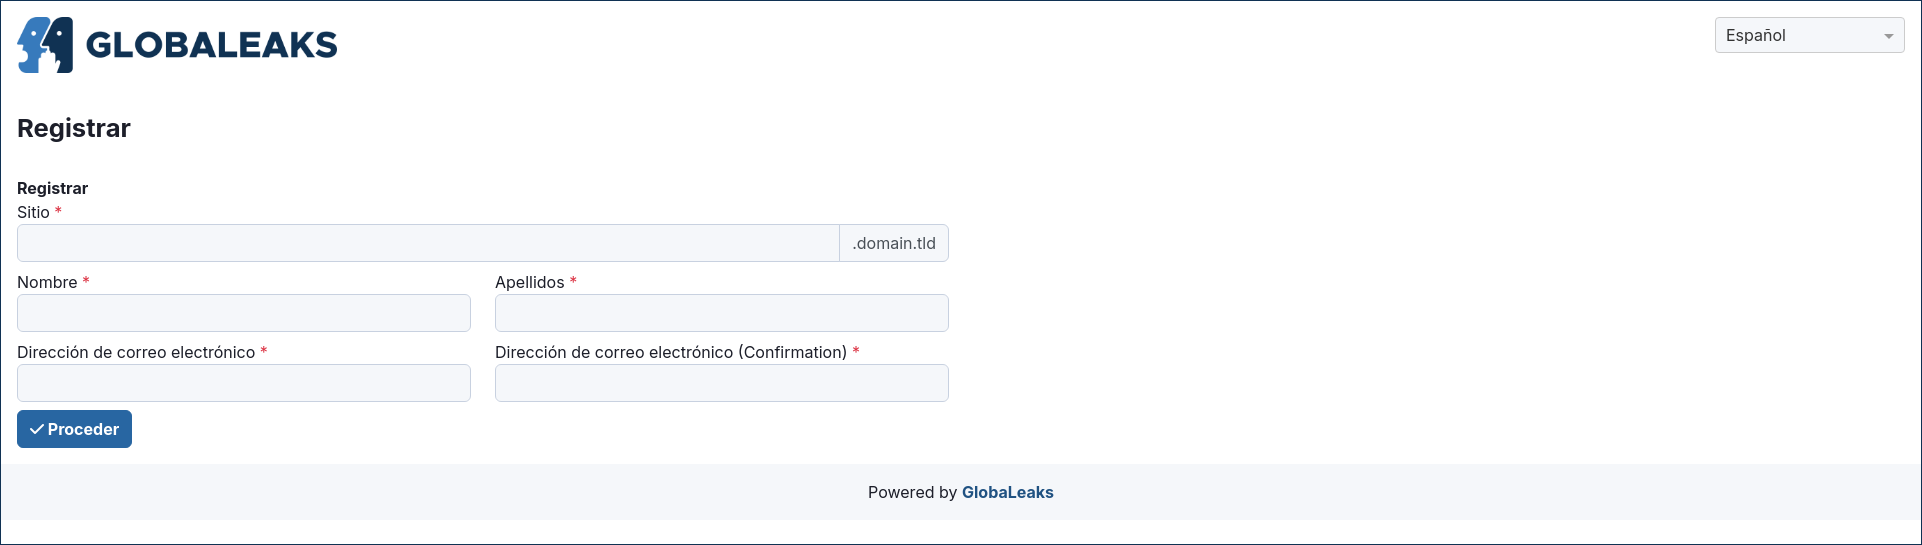 GLOBALEAKS
Español
Registrar
Registrar
Sitio *
.domain.tld
Nombre *
Apellidos *
Dirección de correo electrónico *
Dirección de correo electrónico (Confirmation) *
Proceder
Powered by GlobaLeaks